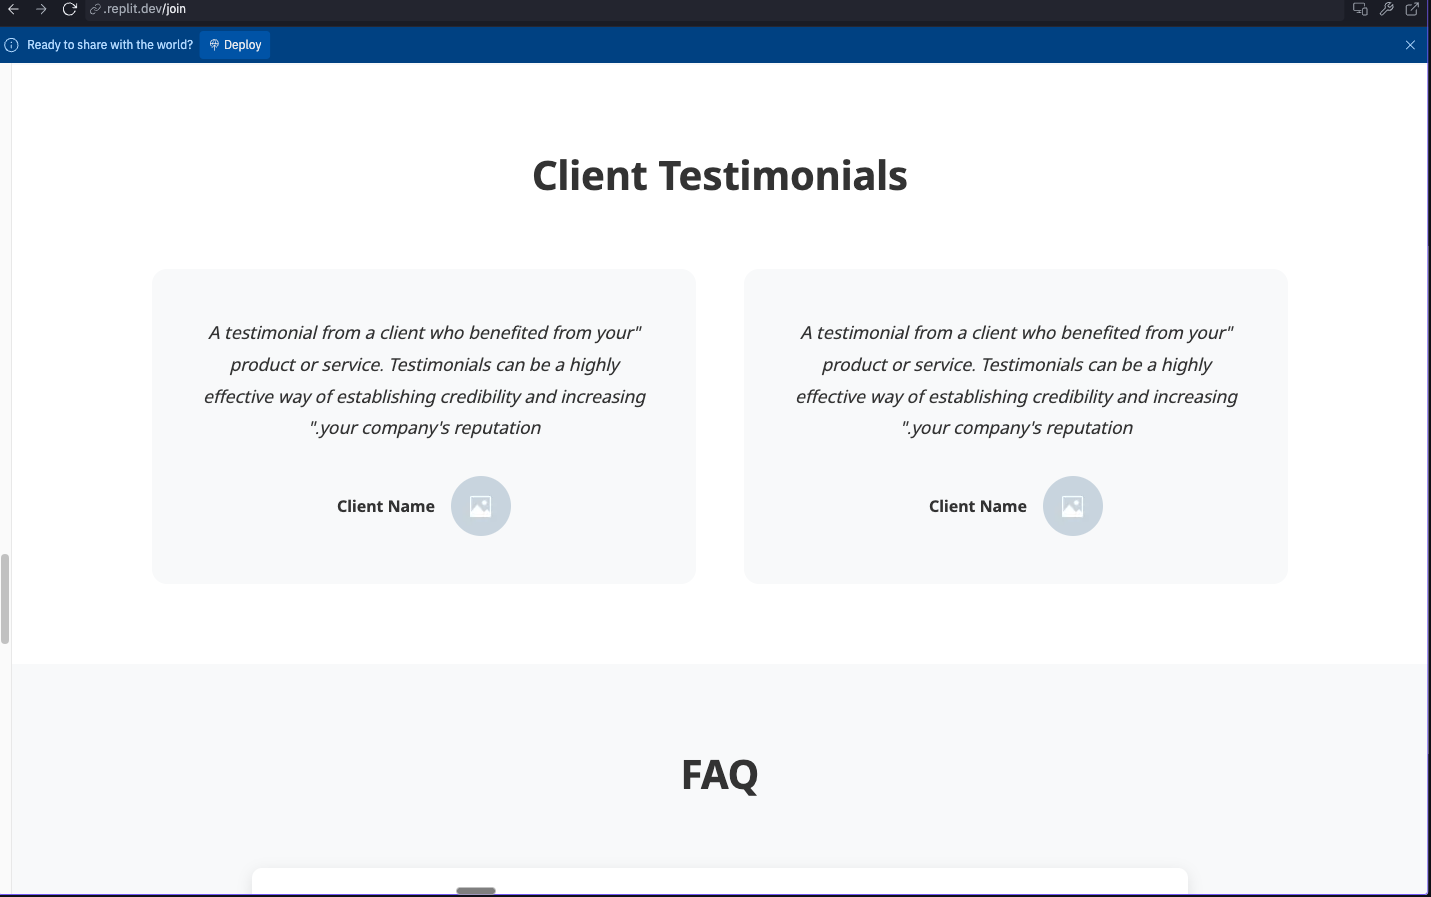 .replit.dev/join
Ready to share with the world?
Deploy
Client Testimonials
A testimonial from a client who benefited from your"
product or service. Testimonials can be a highly
effective way of establishing credibility and increasing
".your company's reputation
Client Name
A testimonial from a client who benefited from your"
product or service. Testimonials can be a highly
effective way of establishing credibility and increasing
".your company's reputation
Client Name
FAQ